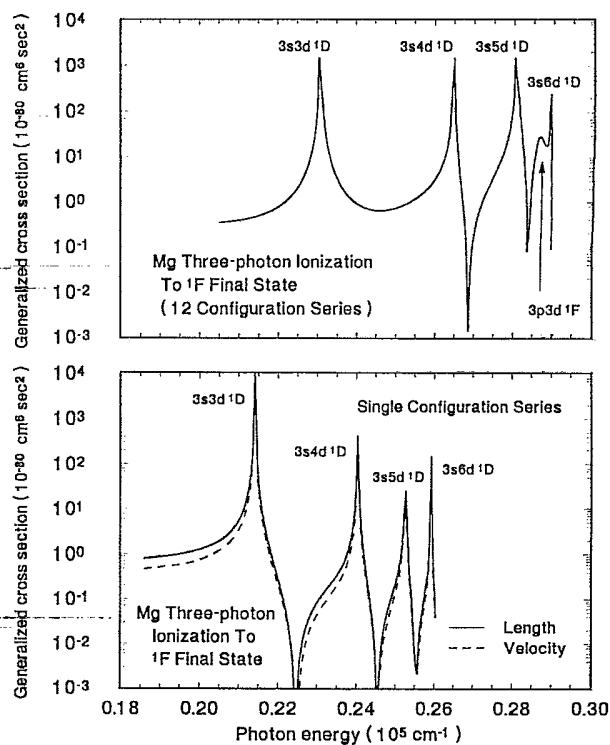 Generalized cross section (10⁻⁸⁰ cm⁶ sec²)
10⁴
10³
10²
10¹
10⁰
10⁻¹
10⁻²
10⁻³
3s3d ¹D
3s4d ¹D
3s5d ¹D
3s6d ¹D
Mg Three-photon Ionization
To ¹F Final State
(12 Configuration Series)
3p3d ¹F
Generalized cross section (10⁻⁸⁰ cm⁶ sec²)
10⁴
10³
10²
10¹
10⁰
10⁻¹
10⁻²
10⁻³
3s3d ¹D
Single Configuration Series
3s4d ¹D
3s5d ¹D
3s6d ¹D
Mg Three-photon
Ionization To
¹F Final State
Length
Velocity
0.18 0.20 0.22 0.24 0.26 0.28 0.30
Photon energy (10⁵ cm⁻¹)